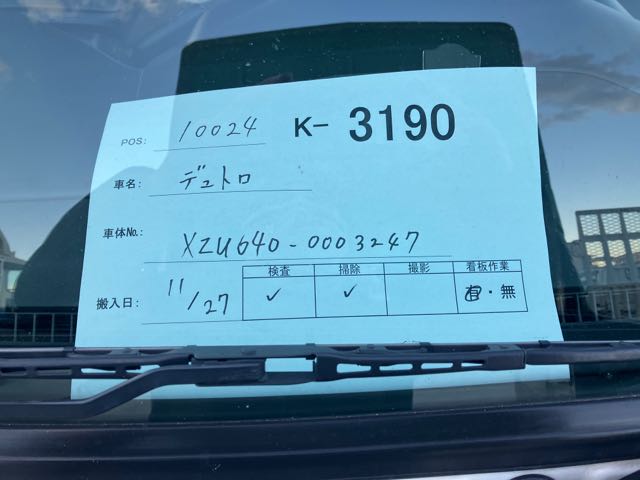 POS: 10024 K- 3190
車名: デュトロ
車体No.: XZU640-0003247
搬入日: 11/27
検査 掃除 撮影 看板作業
✓ ✓ 有・無